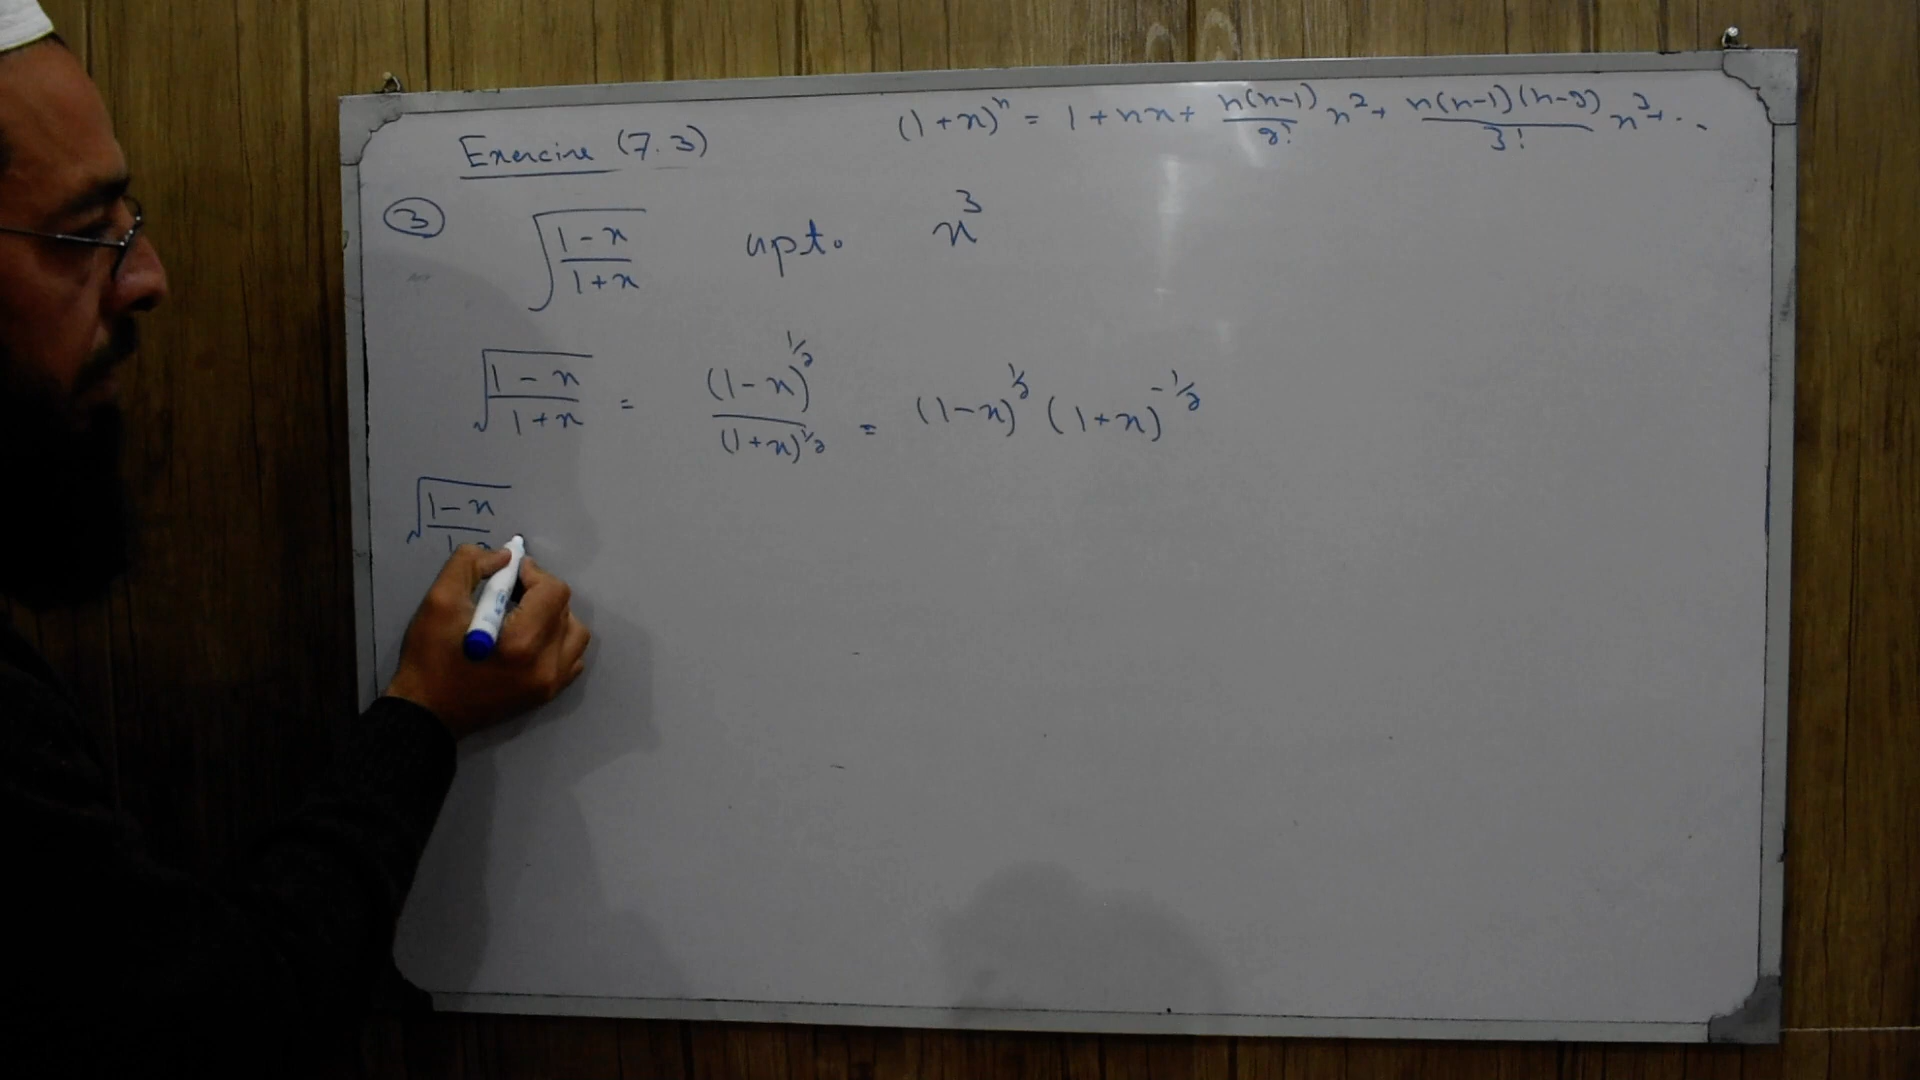 (1+x)^n = 1+nx+ n(n-1)/2! x^2+ n(n-1)(n-2)/3! x^3+...
Exercise (7.3)
3 √((1-x)/(1+x)) upto x^3
√((1-x)/(1+x)) = (1-x)^1/2/(1+x)^1/2 = (1-x)^1/2 (1+x)^-1/2
√(1-x